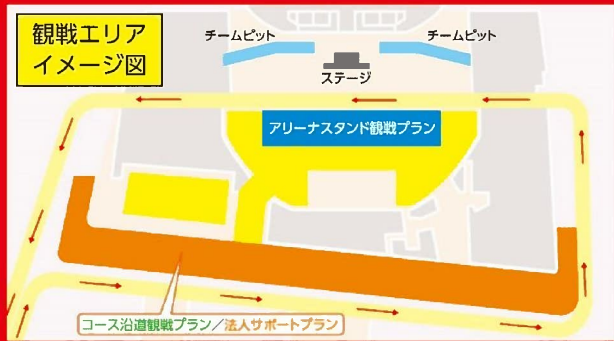 観戦エリア
イメージ図
チームピット
チームピット
ステージ
アリーナスタンド観戦プラン
コース沿道観戦プラン／法人サポートプラン